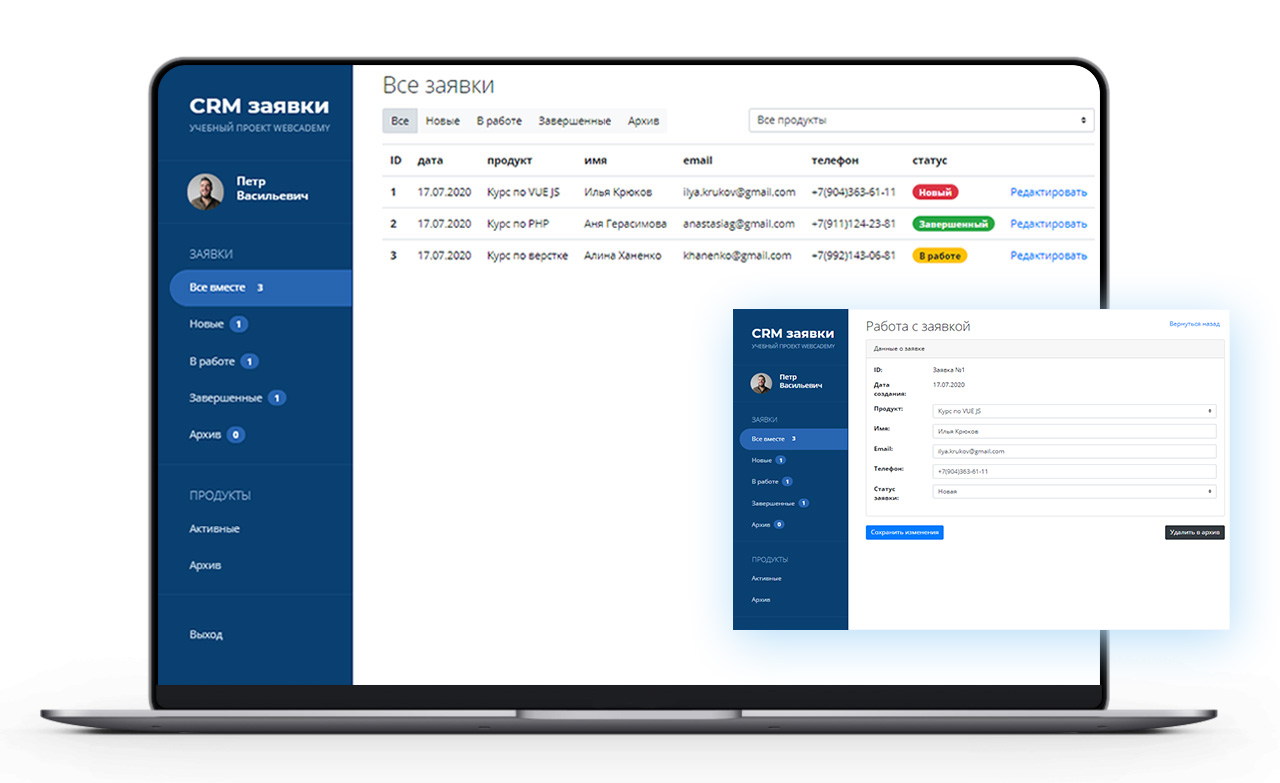 CRM заявки
УЧЕБНЫЙ ПРОЕКТ WEBCADEMY
Петр
Васильевич
ЗАЯВКИ
Все вместе 3
Новые 1
В работе 1
Завершенные 1
Архив 0
ПРОДУКТЫ
Активные
Архив
Выход
Все заявки
Все Новые В работе Завершенные Архив Все продукты
ID дата продукт имя email телефон статус
1 17.07.2020 Курс по VUE JS Илья Крюков ilya.krukov@gmail.com +7(904)363-61-11 Новый Редактировать
2 17.07.2020 Курс по PHP Аня Герасимова anastasiag@gmail.com +7(911)124-23-81 Завершенный Редактировать
3 17.07.2020 Курс по верстке Алина Ханенко khanenko@gmail.com +7(992)143-06-81 В работе Редактировать
CRM заявки
УЧЕБНЫЙ ПРОЕКТ WEBCADEMY
Петр
Васильевич
ЗАЯВКИ
Все вместе 3
Новые 1
В работе 1
Завершенные 1
Архив 0
ПРОДУКТЫ
Активные
Архив
Работа с заявкой Вернуться назад
Данные о заявке
ID: Заявка №1
Дата 17.07.2020
создания:
Продукт: Курс по VUE JS
Имя: Илья Крюков
Email: ilya.krukov@gmail.com
Телефон: +7(904)363-61-11
Статус Новая
заявки:
Сохранить изменения Удалить в архив